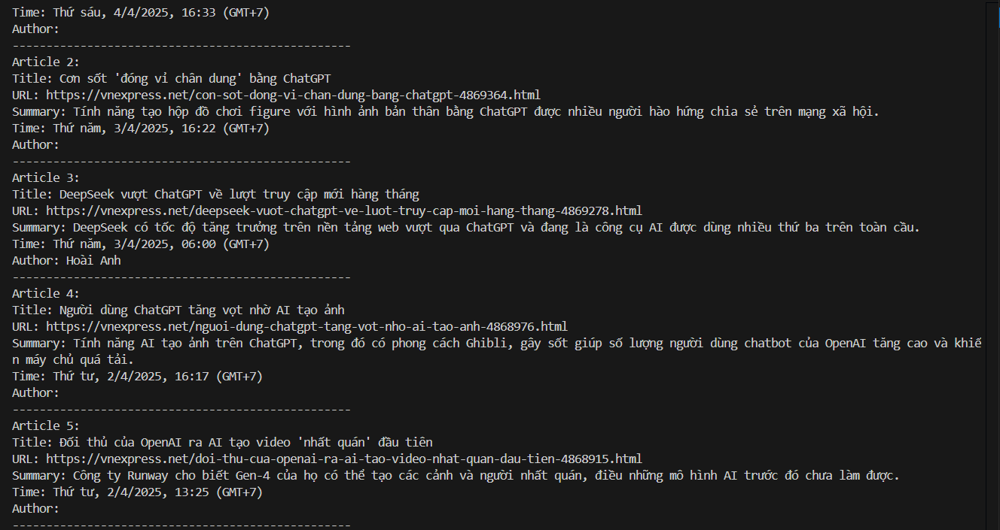 Time: Thứ sáu, 4/4/2025, 16:33 (GMT+7)
Author:
--------------------------------------------------
Article 2:
Title: Cơn sốt 'đóng vỉ chân dung' bằng ChatGPT
URL: https://vnexpress.net/con-sot-dong-vi-chan-dung-bang-chatgpt-4869364.html
Summary: Tính năng tạo hộp đồ chơi figure với hình ảnh bản thân bằng ChatGPT được nhiều người hào hứng chia sẻ trên mạng xã hội.
Time: Thứ năm, 3/4/2025, 16:22 (GMT+7)
Author:
--------------------------------------------------
Article 3:
Title: DeepSeek vượt ChatGPT về lượt truy cập mới hàng tháng
URL: https://vnexpress.net/deepseek-vuot-chatgpt-ve-luot-truy-cap-moi-hang-thang-4869278.html
Summary: DeepSeek có tốc độ tăng trưởng trên nền tảng web vượt qua ChatGPT và đang là công cụ AI được dùng nhiều thứ ba trên toàn cầu.
Time: Thứ năm, 3/4/2025, 06:00 (GMT+7)
Author: Hoài Anh
--------------------------------------------------
Article 4:
Title: Người dùng ChatGPT tăng vọt nhờ AI tạo ảnh
URL: https://vnexpress.net/nguoi-dung-chatgpt-tang-vot-nho-ai-tao-anh-4868976.html
Summary: Tính năng AI tạo ảnh trên ChatGPT, trong đó có phong cách Ghibli, gây sốt giúp số lượng người dùng chatbot của OpenAI tăng cao và khiế
n máy chủ quá tải.
Time: Thứ tư, 2/4/2025, 16:17 (GMT+7)
Author:
--------------------------------------------------
Article 5:
Title: Đối thủ của OpenAI ra AI tạo video 'nhất quán' đầu tiên
URL: https://vnexpress.net/doi-thu-cua-openai-ra-ai-tao-video-nhat-quan-dau-tien-4868915.html
Summary: Công ty Runway cho biết Gen-4 của họ có thể tạo các cảnh và người nhất quán, điều những mô hình AI trước đó chưa làm được.
Time: Thứ tư, 2/4/2025, 13:25 (GMT+7)
Author:
--------------------------------------------------